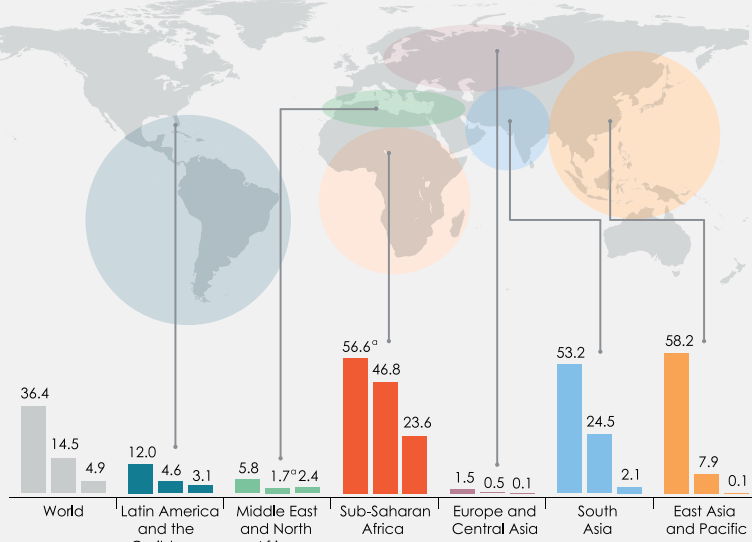 56.6a
58.2
53.2
46.8
36.4
24.5
23.6
14.5
12.0
7.9
5.8
4.9
4.6
3.1
1.7a
2.4
1.5
0.5
0.1
2.1
0.1
World
Latin America
and the
Middle East
and North
Sub-Saharan
Africa
Europe and
Central Asia
South
Asia
East Asia
and Pacific